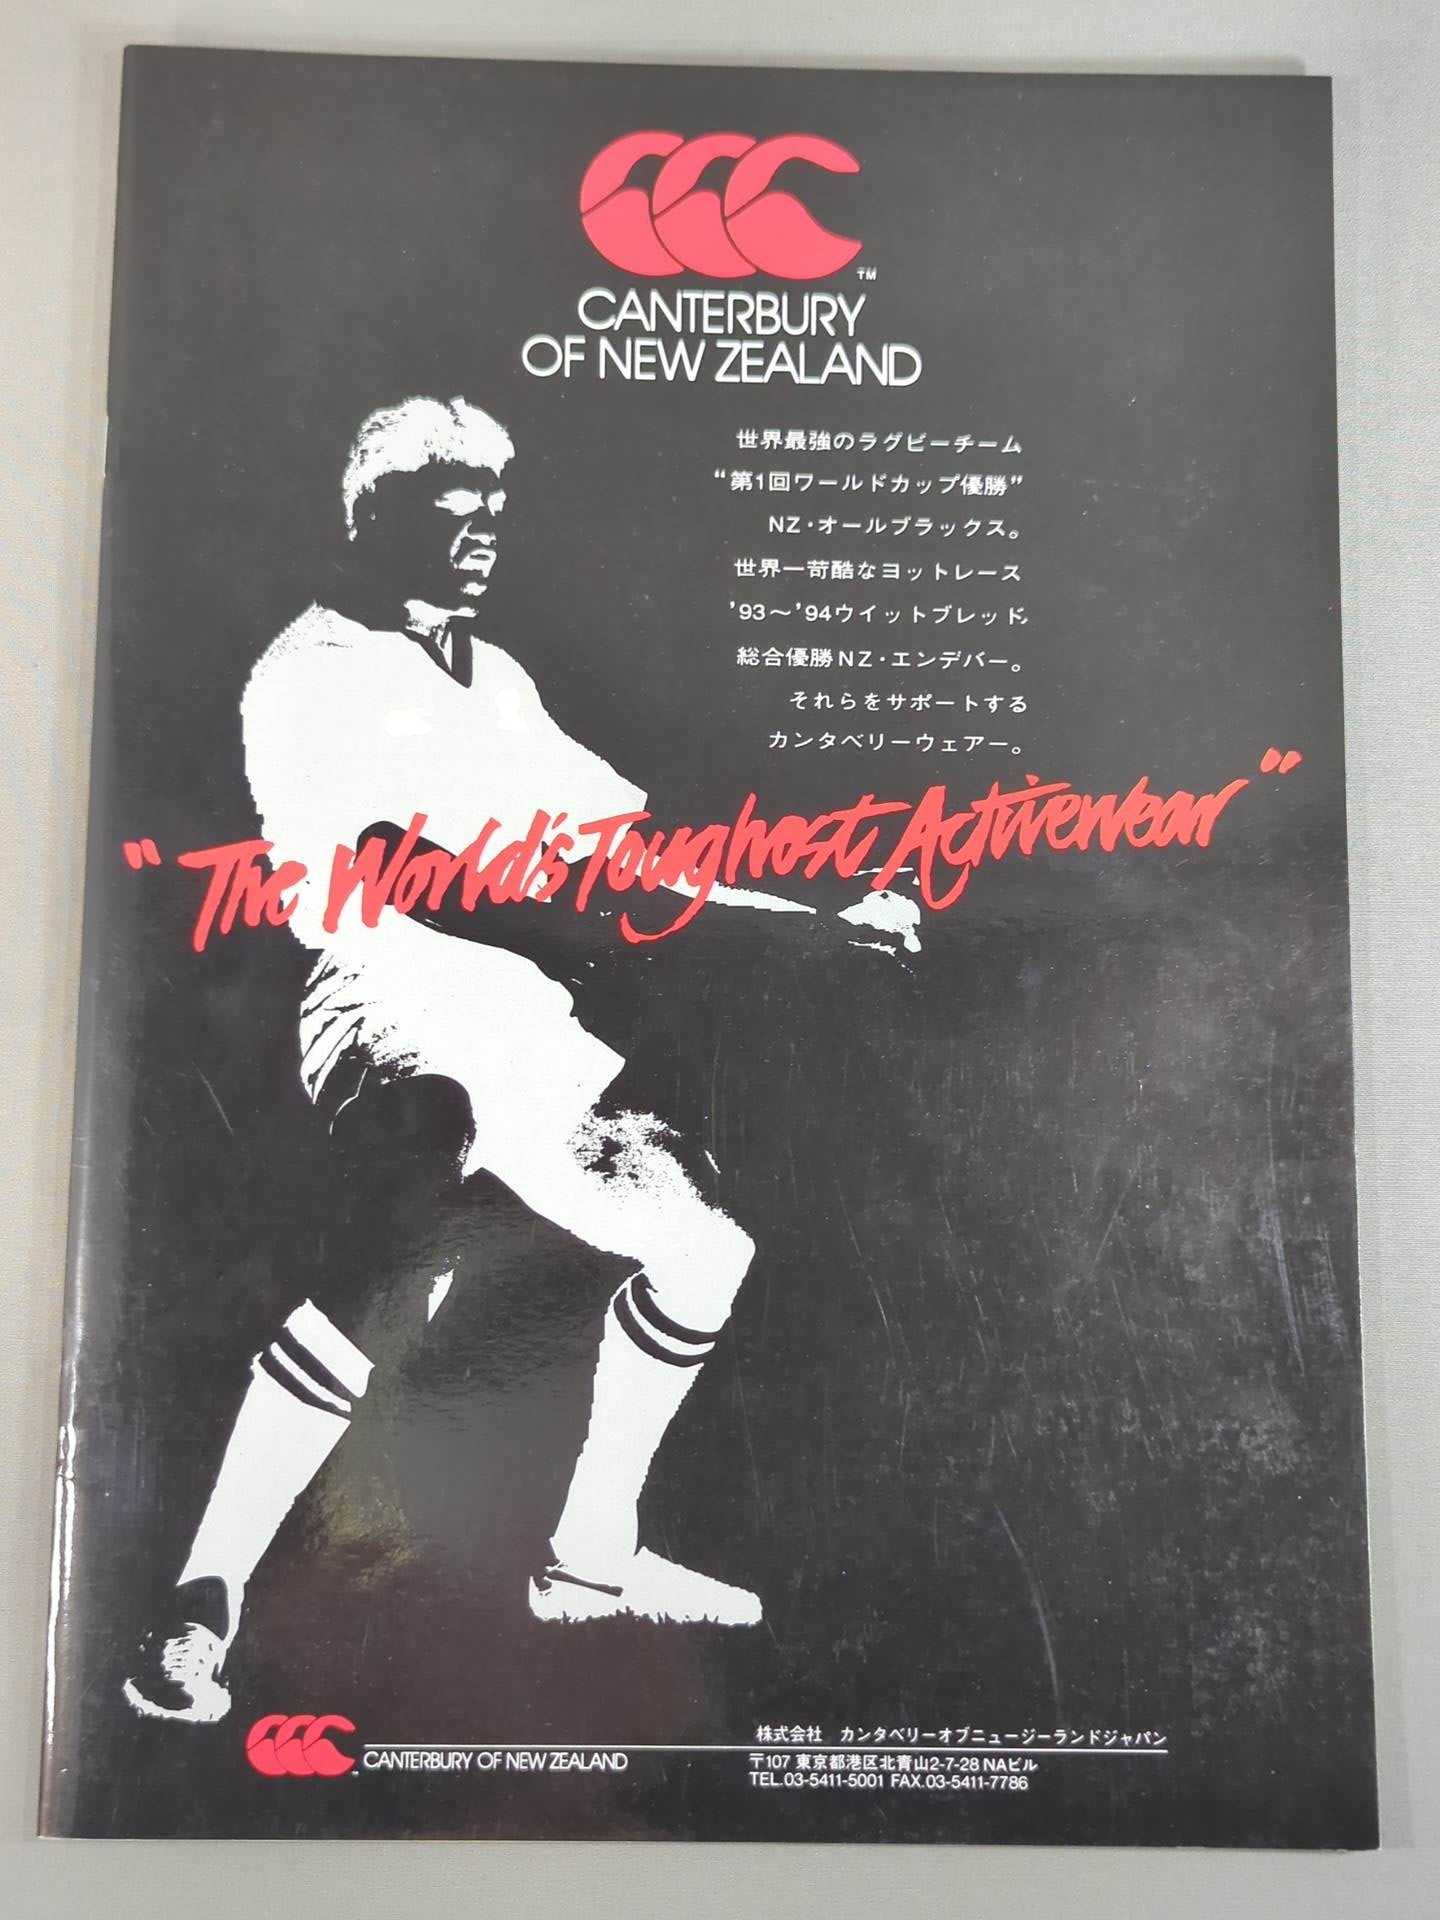 TM
CANTERBURY
OF NEW ZEALAND
世界最強のラグビーチーム
“第1回ワールドカップ優勝”
NZ・オールブラックス。
世界一苛酷なヨットレース
’93〜’94ウイットブレッド,
総合優勝NZ・エンデバー。
それらをサポートする
カンタベリーウェアー。
"The World's Toughest Activewear"
CANTERBURY OF NEW ZEALAND
株式会社　カンタベリーオブニュージーランドジャパン
〒107 東京都港区北青山2-7-28 NAビル
TEL.03-5411-5001 FAX.03-5411-7786